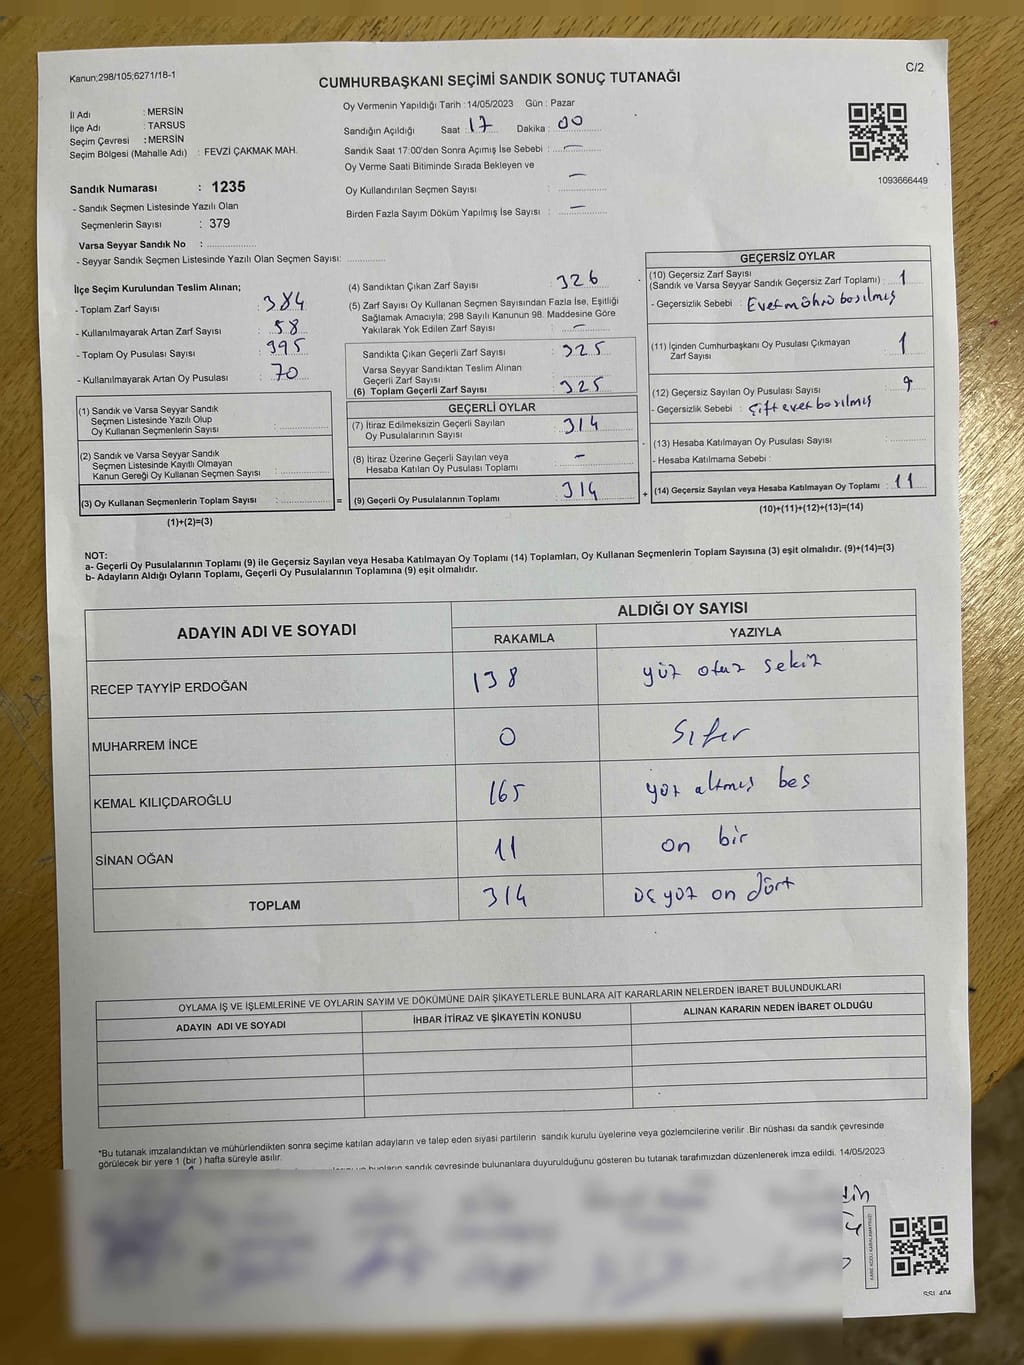 Kanun;298/105;6271/18-1
C/2
CUMHURBAŞKANI SEÇİMİ SANDIK SONUÇ TUTANAĞI
İl Adı : MERSİN
İlçe Adı : TARSUS
Seçim Çevresi : MERSİN
Seçim Bölgesi (Mahalle Adı) : FEVZİ ÇAKMAK MAH.
Oy Vermenin Yapıldığı Tarih : 14/05/2023 Gün : Pazar
Sandığın Açıldığı Saat : 17 Dakika : 00
Sandık Saat 17:00'den Sonra Açımış İse Sebebi : —
Oy Verme Saati Bitiminde Sırada Bekleyen ve
Oy Kullandırılan Seçmen Sayısı : —
Birden Fazla Sayım Döküm Yapılmış İse Sayısı : —
1093666449
Sandık Numarası : 1235
- Sandık Seçmen Listesinde Yazılı Olan
Seçmenlerin Sayısı : 379
Varsa Seyyar Sandık No :
- Seyyar Sandık Seçmen Listesinde Yazılı Olan Seçmen Sayısı:
İlçe Seçim Kurulundan Teslim Alınan;
- Toplam Zarf Sayısı : 384
- Kullanılmayarak Artan Zarf Sayısı : 58
- Toplam Oy Pusulası Sayısı : 395
- Kullanılmayarak Artan Oy Pusulası : 70
(1) Sandık ve Varsa Seyyar Sandık
Seçmen Listesinde Yazılı Olup
Oy Kullanan Seçmenlerin Sayısı :
(2) Sandık ve Varsa Seyyar Sandık
Seçmen Listesinde Kayıtlı Olmayan
Kanun Gereği Oy Kullanan Seçmen Sayısı :
(3) Oy Kullanan Seçmenlerin Toplam Sayısı :
(1)+(2)=(3)
(4) Sandıktan Çıkan Zarf Sayısı : 326
(5) Zarf Sayısı Oy Kullanan Seçmen Sayısından Fazla İse, Eşitliği
Sağlamak Amacıyla; 298 Sayılı Kanunun 98. Maddesine Göre
Yakılarak Yok Edilen Zarf Sayısı : —
Sandıkta Çıkan Geçerli Zarf Sayısı : 325
Varsa Seyyar Sandıktan Teslim Alınan
Geçerli Zarf Sayısı :
(6) Toplam Geçerli Zarf Sayısı : 325
GEÇERLİ OYLAR
(7) İtiraz Edilmeksizin Geçerli Sayılan
Oy Pusulalarının Sayısı : 314
(8) İtiraz Üzerine Geçerli Sayılan veya
Hesaba Katılan Oy Pusulası Toplamı : —
= (9) Geçerli Oy Pusulalarının Toplamı : 314
GEÇERSİZ OYLAR
(10) Geçersiz Zarf Sayısı
(Sandık ve Varsa Seyyar Sandık Geçersiz Zarf Toplamı) : 1
- Geçersizlik Sebebi : Evet mührü basılmış
(11) İçinden Cumhurbaşkanı Oy Pusulası Çıkmayan
Zarf Sayısı : 1
(12) Geçersiz Sayılan Oy Pusulası Sayısı : 9
- Geçersizlik Sebebi : Çift evet basılmış
(13) Hesaba Katılmayan Oy Pusulası Sayısı :
- Hesaba Katılmama Sebebi :
+ (14) Geçersiz Sayılan veya Hesaba Katılmayan Oy Toplamı : 11
(10)+(11)+(12)+(13)=(14)
NOT:
a- Geçerli Oy Pusulalarının Toplamı (9) ile Geçersiz Sayılan veya Hesaba Katılmayan Oy Toplamı (14) Toplamları, Oy Kullanan Seçmenlerin Toplam Sayısına (3) eşit olmalıdır. (9)+(14)=(3)
b- Adayların Aldığı Oyların Toplamı, Geçerli Oy Pusulalarının Toplamına (9) eşit olmalıdır.
ADAYIN ADI VE SOYADI
ALDIĞI OY SAYISI
RAKAMLA YAZIYLA
RECEP TAYYİP ERDOĞAN 138 yüz otuz sekiz
MUHARREM İNCE 0 Sıfır
KEMAL KILIÇDAROĞLU 165 yüz altmış beş
SİNAN OĞAN 11 on bir
TOPLAM 314 üç yüz on dört
OYLAMA İŞ VE İŞLEMLERİNE VE OYLARIN SAYIM VE DÖKÜMÜNE DAİR ŞİKAYETLERLE BUNLARA AİT KARARLARIN NELERDEN İBARET BULUNDUKLARI
ADAYIN ADI VE SOYADI İHBAR İTİRAZ VE ŞİKAYETİN KONUSU ALINAN KARARIN NEDEN İBARET OLDUĞU
*Bu tutanak imzalandıktan ve mühürlendikten sonra seçime katılan adayların ve talep eden siyasi partilerin sandık kurulu üyelerine veya gözlemcilerine verilir .Bir nüshası da sandık çevresinde
görülecek bir yere 1 (bir ) hafta süreyle asılır.
bunların sandık çevresinde bulunanlara duyurulduğunu gösteren bu tutanak tarafımızdan düzenlenerek imza edildi. 14/05/2023